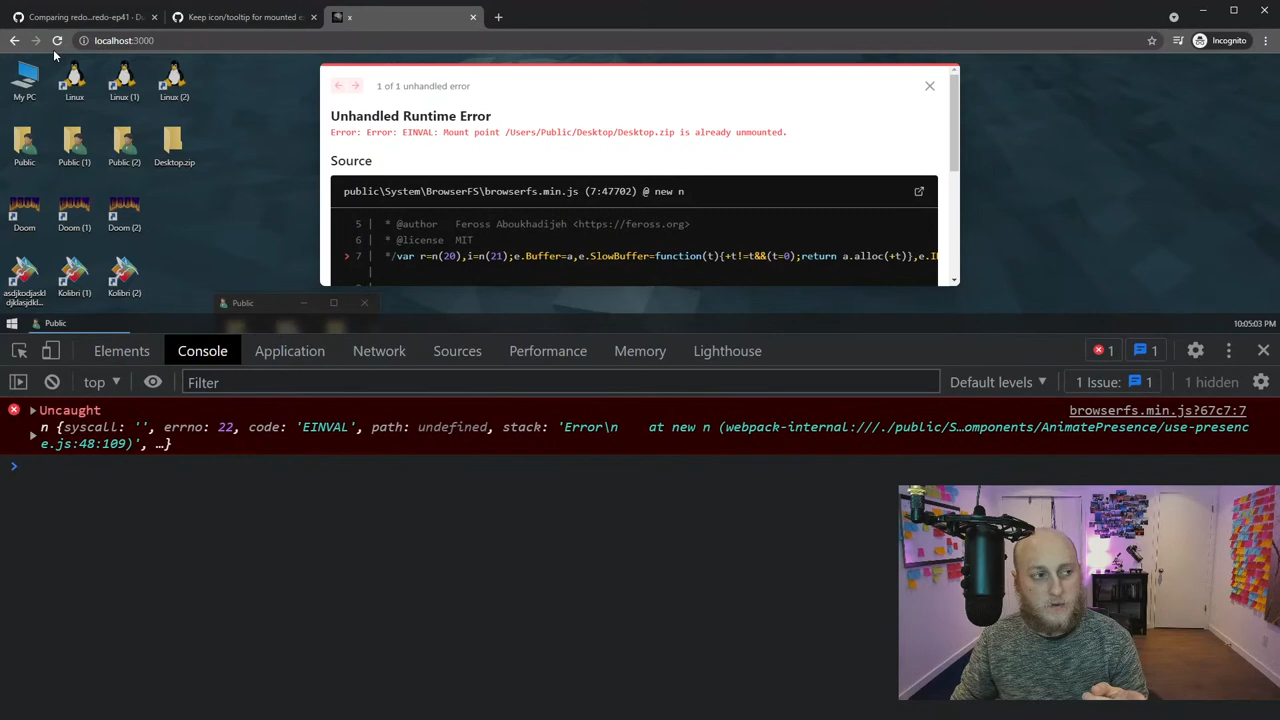 Comparing redo...redo-ep41 · Du
Keep icon/tooltip for mounted e
x
localhost:3000
Incognito
My PC
Linux
Linux (1)
Linux (2)
Public
Public (1)
Public (2)
Desktop.zip
Doom
Doom (1)
Doom (2)
asdjkodjaskl
djklasjdkl...
Kolibri (1)
Kolibri (2)
1 of 1 unhandled error
Unhandled Runtime Error
Error: Error: EINVAL: Mount point /Users/Public/Desktop/Desktop.zip is already unmounted.
Source
public\System\BrowserFS\browserfs.min.js (7:47702) @ new n
5 | * @author   Feross Aboukhadijeh <https://feross.org>
6 | * @license  MIT
> 7 | */var r=n(20),i=n(21);e.Buffer=a,e.SlowBuffer=function(t){+t!=t&&(t=0);return a.alloc(+t)},e.I
Public
Public
10:05:03 PM
Elements
Console
Application
Network
Sources
Performance
Memory
Lighthouse
1
1
top
Filter
Default levels
1 Issue:
1
1 hidden
Uncaught
browserfs.min.js?67c7:7
n {syscall: '', errno: 22, code: 'EINVAL', path: undefined, stack: 'Error\n    at new n (webpack-internal:///./public/S…omponents/AnimatePresence/use-presenc
e.js:48:109)', …}